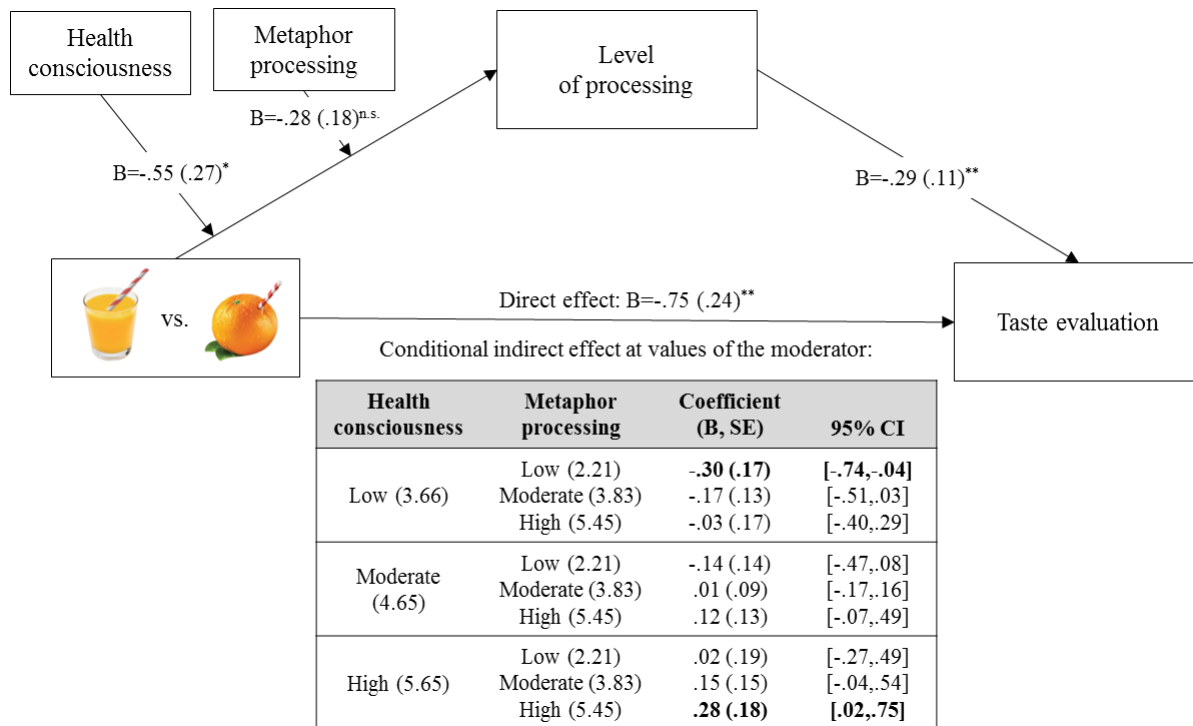 Health
consciousness
Metaphor
processing
Level
of processing
B=-.28 (.18)n.s.
B=-.55 (.27)*
B=-.29 (.11)**
vs.
Direct effect: B=-.75 (.24)**
Taste evaluation
Conditional indirect effect at values of the moderator:
Health consciousness Metaphor processing Coefficient (B, SE) 95% CI
Low (3.66)
Low (2.21) -.30 (.17) [-.74,-.04]
Moderate (3.83) -.17 (.13) [-.51,.03]
High (5.45) -.03 (.17) [-.40,.29]
Moderate
(4.65)
Low (2.21) -.14 (.14) [-.47,.08]
Moderate (3.83) .01 (.09) [-.17,.16]
High (5.45) .12 (.13) [-.07,.49]
High (5.65)
Low (2.21) .02 (.19) [-.27,.49]
Moderate (3.83) .15 (.15) [-.04,.54]
High (5.45) .28 (.18) [.02,.75]